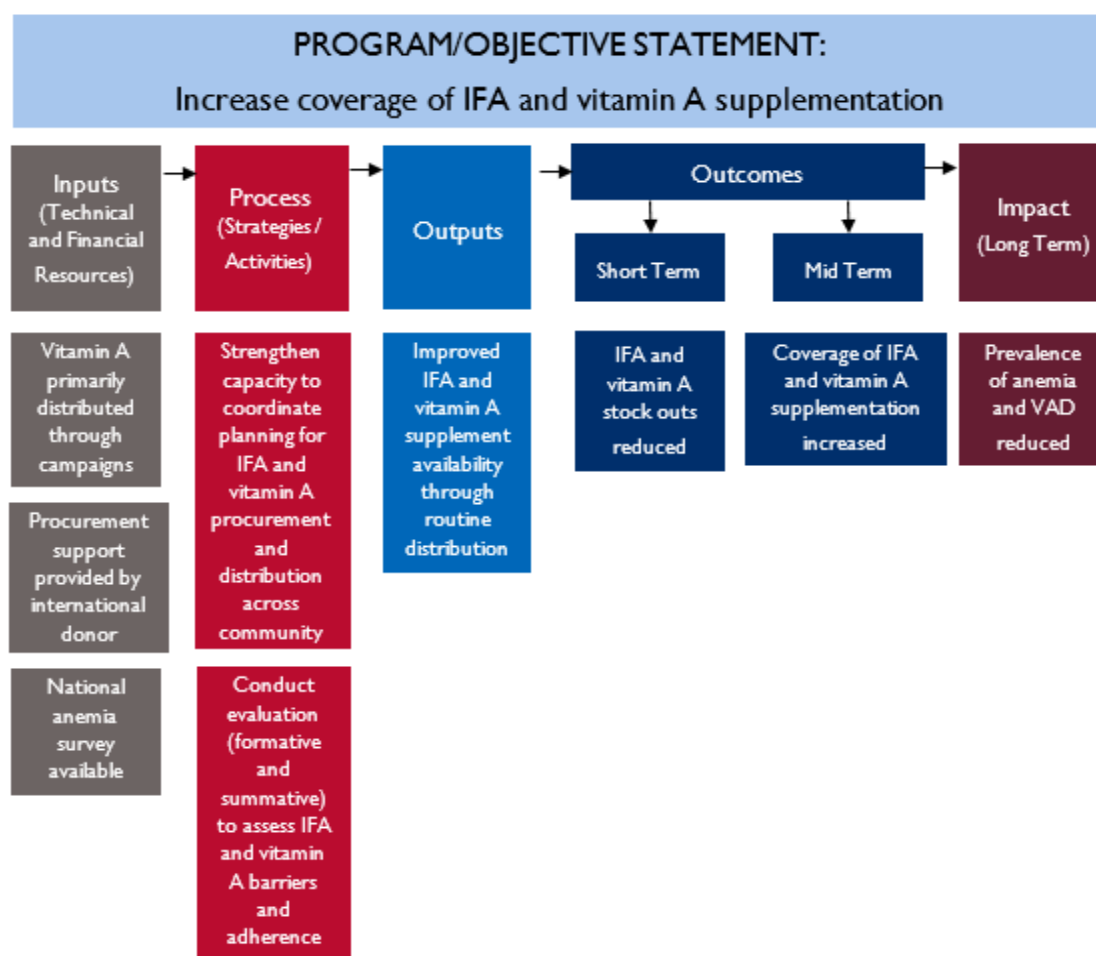 PROGRAM/OBJECTIVE STATEMENT:
Increase coverage of IFA and vitamin A supplementation
Inputs
(Technical
and Financial
Resources)
Process
(Strategies /
Activities)
Outputs
Outcomes
Short Term
Mid Term
Impact
(Long Term)
Vitamin A
primarily
distributed
through
campaigns
Procurement
support
provided by
international
donor
National
anemia
survey
available
Strengthen
capacity to
coordinate
planning for
IFA and
vitamin A
procurement
and
distribution
across
community
Conduct
evaluation
(formative
and
summative)
to assess IFA
and vitamin
A barriers
and
adherence
Improved
IFA and
vitamin A
supplement
availability
through
routine
distribution
IFA and
vitamin A
stock outs
reduced
Coverage of IFA
and vitamin A
supplementation
increased
Prevalence
of anemia
and VAD
reduced